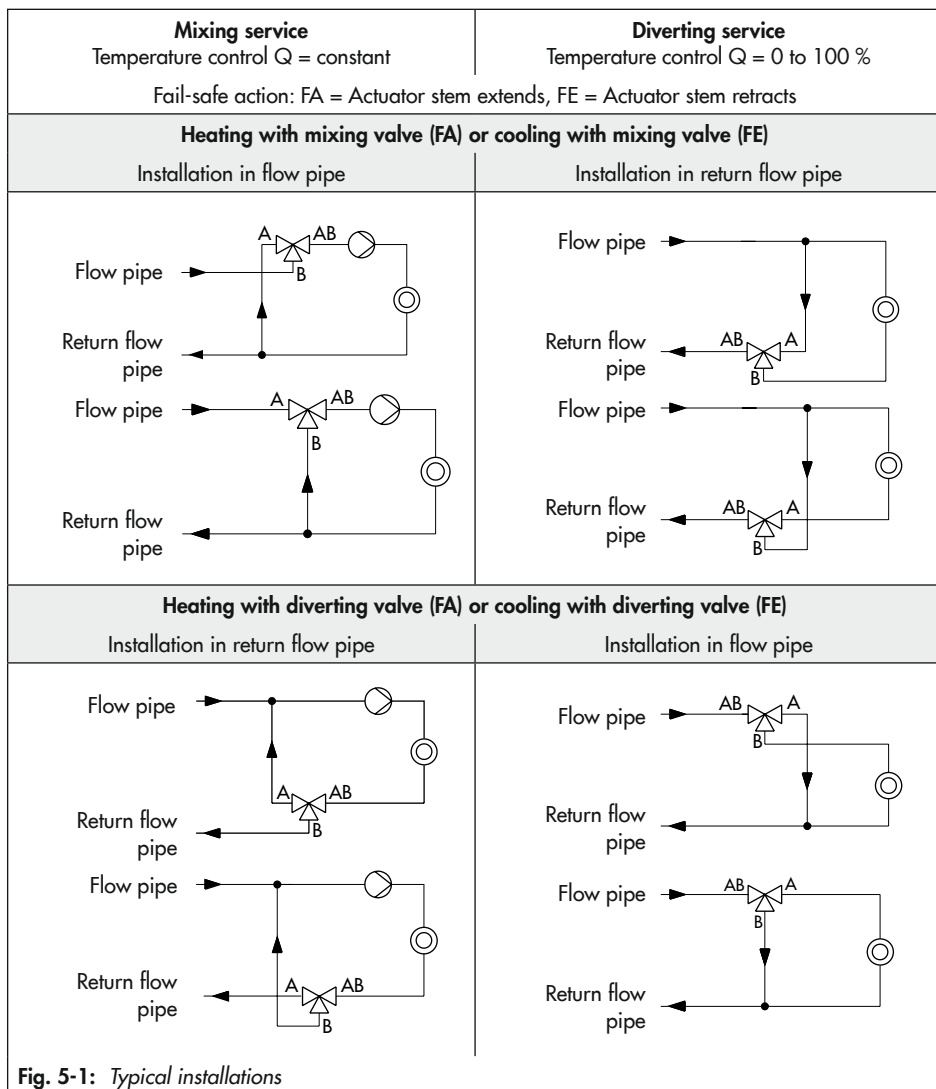 Mixing service
Temperature control Q = constant
Diverting service
Temperature control Q = 0 to 100 %
Fail-safe action: FA = Actuator stem extends, FE = Actuator stem retracts
Heating with mixing valve (FA) or cooling with mixing valve (FE)
Installation in flow pipe
Installation in return flow pipe
A AB
Flow pipe
B
Return flow
pipe
Flow pipe
A AB
B
Return flow
pipe
Flow pipe
Return flow
pipe
AB A
B
Flow pipe
Return flow
pipe
AB A
B
Heating with diverting valve (FA) or cooling with diverting valve (FE)
Installation in return flow pipe
Installation in flow pipe
Flow pipe
A AB
Return flow
pipe
B
Flow pipe
Return flow
pipe
A AB
B
Flow pipe
AB A
B
Return flow
pipe
Flow pipe
AB A
B
Return flow
pipe
Fig. 5-1: Typical installations